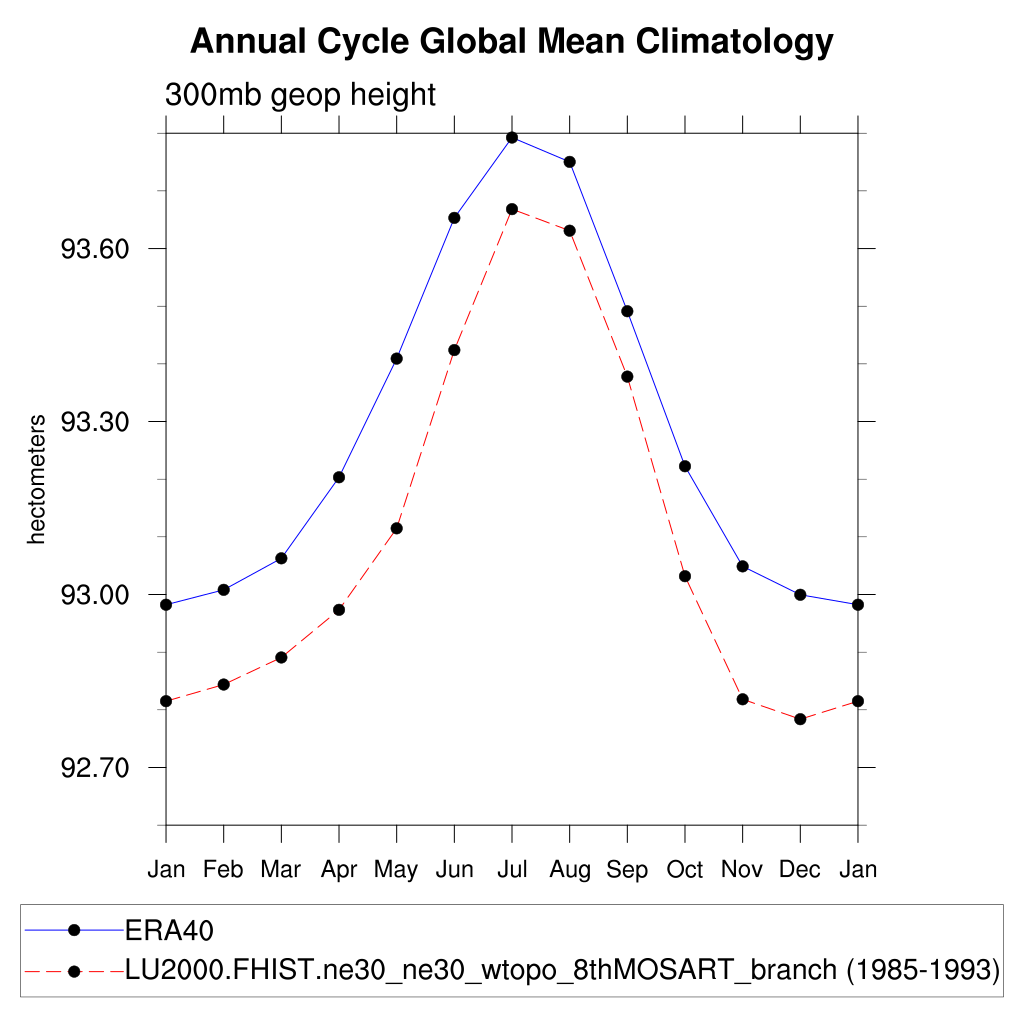 Annual Cycle Global Mean Climatology
300mb geop height
93.60
93.30
93.00
92.70
hectometers
Jan Feb Mar Apr May Jun Jul Aug Sep Oct Nov Dec Jan
ERA40
LU2000.FHIST.ne30_ne30_wtopo_8thMOSART_branch (1985-1993)